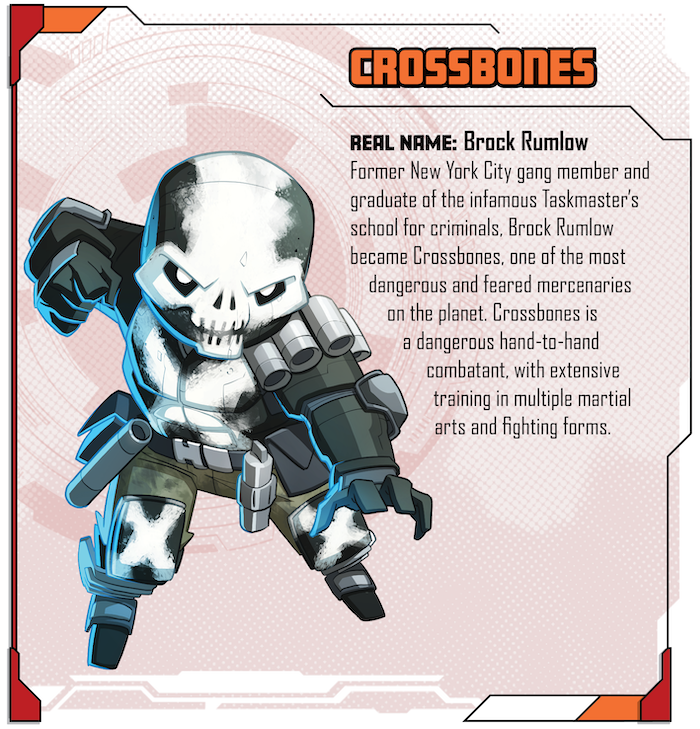 CROSSBONES
REAL NAME: Brock Rumlow
Former New York City gang member and
graduate of the infamous Taskmaster's
school for criminals, Brock Rumlow
became Crossbones, one of the most
dangerous and feared mercenaries
on the planet. Crossbones is
a dangerous hand-to-hand
combatant, with extensive
training in multiple martial
arts and fighting forms.